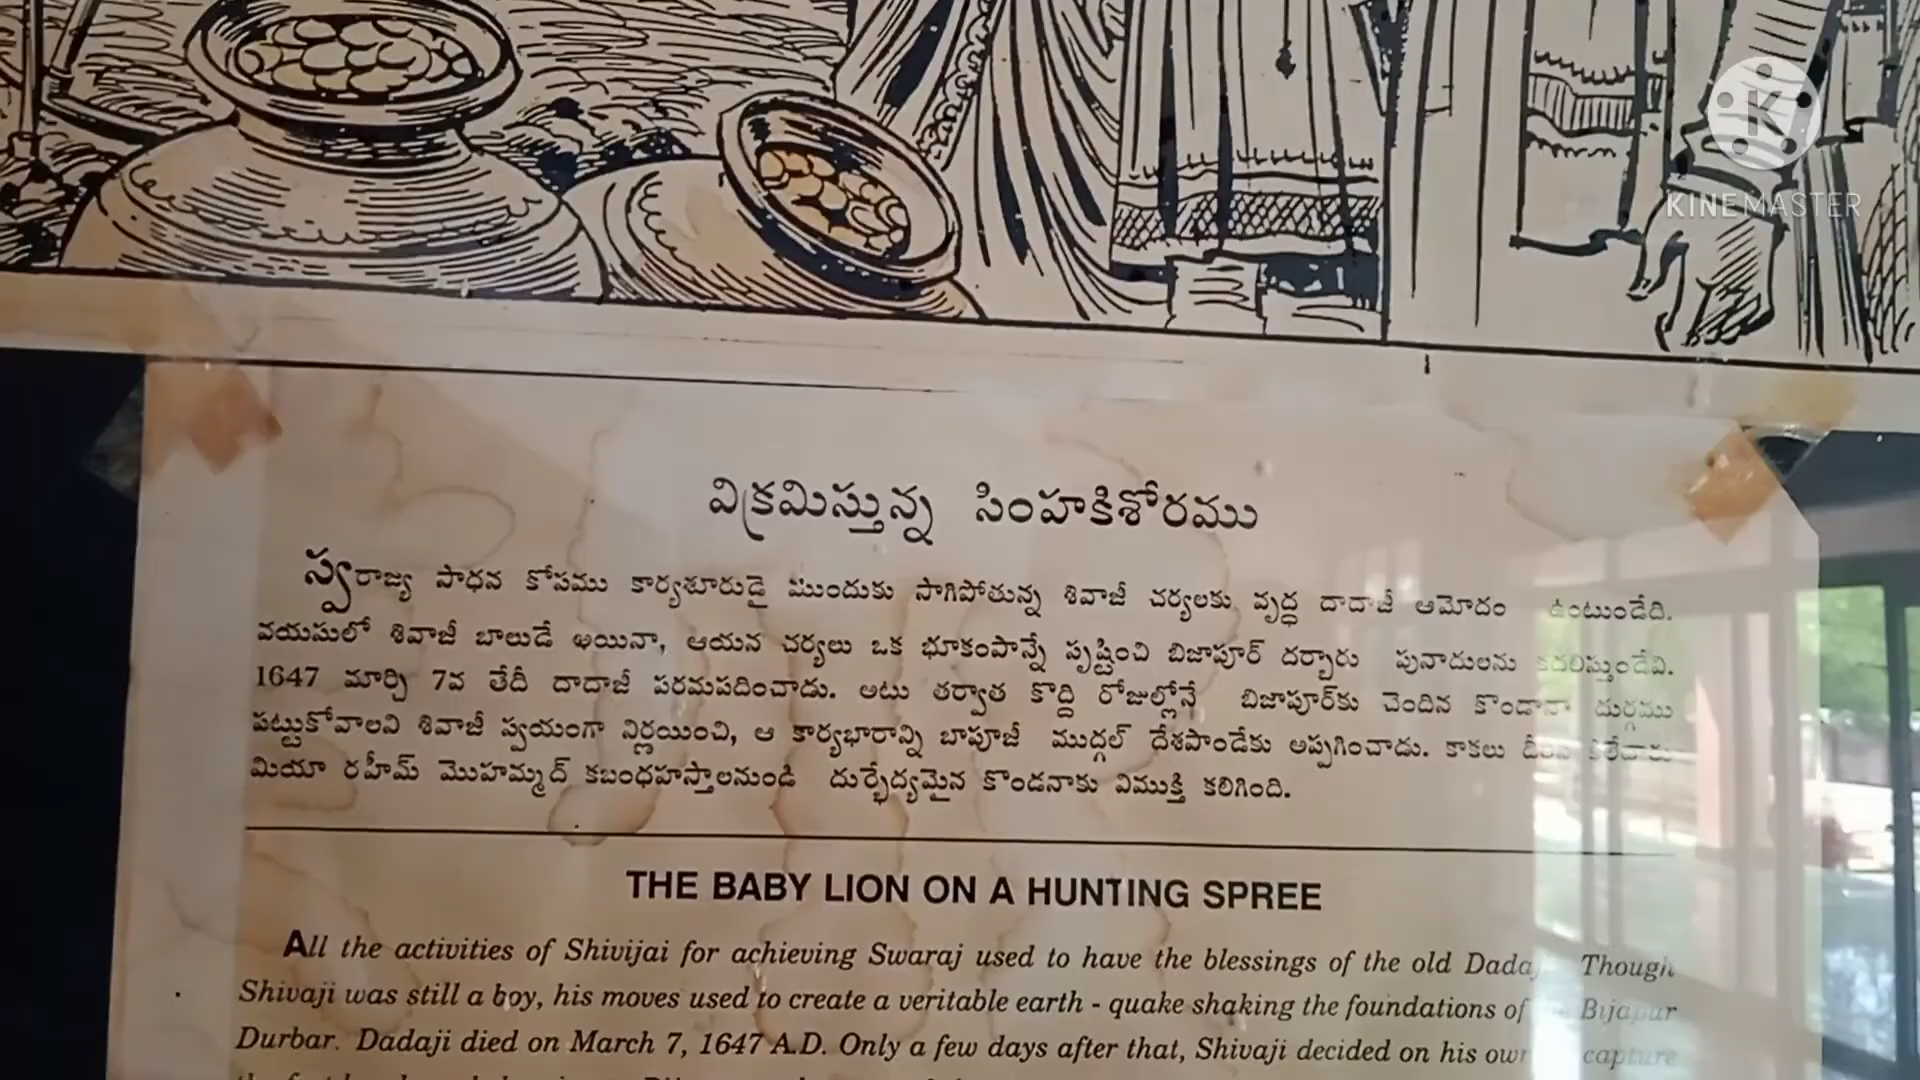 KINEMASTER
విక్రమిస్తున్న సింహకిశోరము
స్వరాజ్య సాధన కోసము కార్యశూరుడై ముందుకు సాగిపోతున్న శివాజీ చర్యలకు వృద్ధ దాదాజీ ఆమోదం ఉంటుండేది.
వయసులో శివాజీ బాలుడే అయినా, ఆయన చర్యలు ఒక భూకంపాన్నే సృష్టించి బిజాపూర్ దర్బారు పునాదులను కదలిస్తుండేవి.
1647 మార్చి 7వ తేదీ దాదాజీ పరమపదించాడు. అటు తర్వాత కొద్ది రోజుల్లోనే బిజాపూర్‌కు చెందిన కొండానా దుర్గము
పట్టుకోవాలని శివాజీ స్వయంగా నిర్ణయించి, ఆ కార్యభారాన్ని బాపూజీ ముద్గల్ దేశపాండేకు అప్పగించాడు. కాకలు
మియా రహీమ్ మొహమ్మద్ కబంధహస్తాలనుండి దుర్భేద్యమైన కొండనాకు విముక్తి కలిగింది.
THE BABY LION ON A HUNTING SPREE
All the activities of Shivijai for achieving Swaraj used to have the blessings of the old Though
Shivaji was still a boy, his moves used to create a veritable earth - quake shaking the foundations of Bijapur
Durbar. Dadaji died on March 7, 1647 A.D. Only a few days after that, Shivaji decided on his own capture